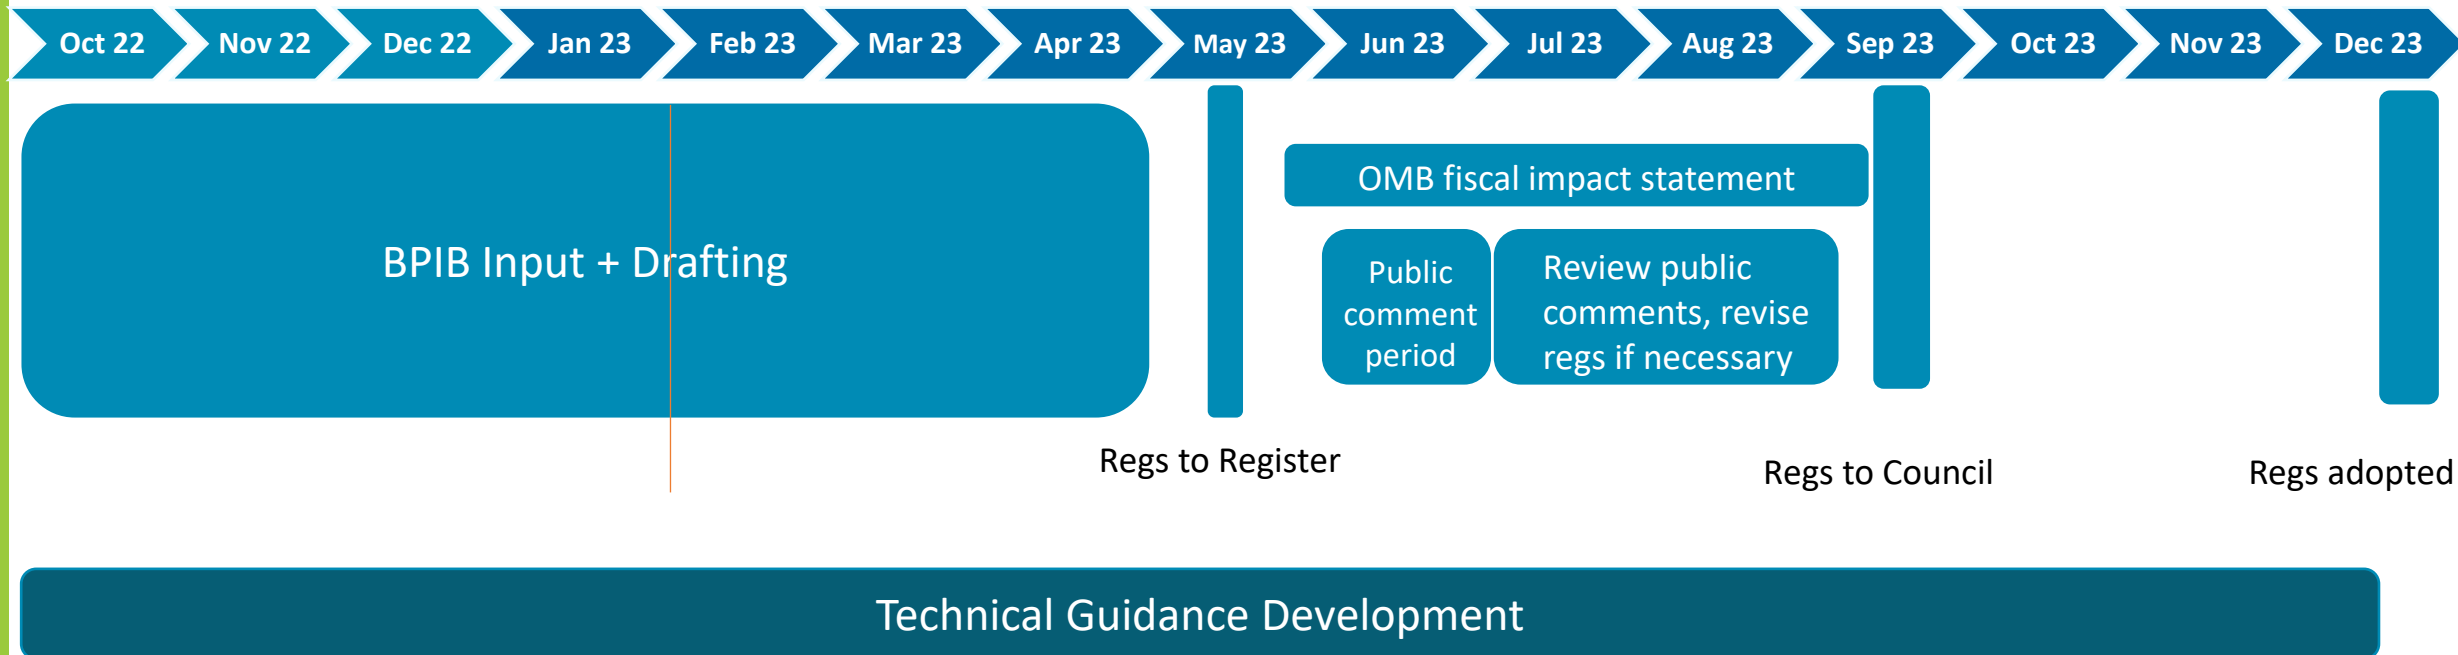 Oct 22 Nov 22 Dec 22 Jan 23 Feb 23 Mar 23 Apr 23 May 23 Jun 23 Jul 23 Aug 23 Sep 23 Oct 23 Nov 23 Dec 23
BPIB Input + Drafting
OMB fiscal impact statement
Public
comment
period
Review public
comments, revise
regs if necessary
Regs to Register
Regs to Council
Regs adopted
Technical Guidance Development